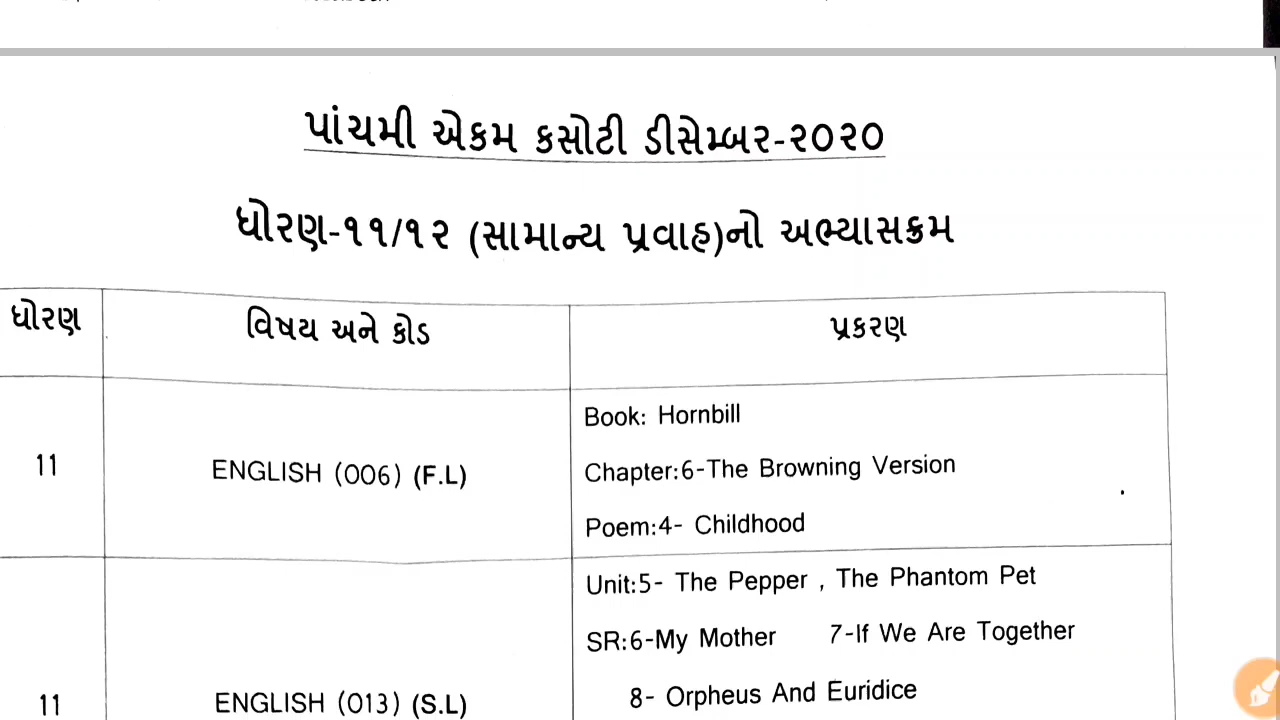 પાંચમી એકમ કસોટી ડીસેમ્બર-૨૦૨૦
ધોરણ-૧૧/૧૨ (સામાન્ય પ્રવાહ)નો અભ્યાસક્રમ
ધોરણ વિષય અને કોડ પ્રકરણ
Book: Hornbill
11 ENGLISH (006) (F.L) Chapter:6-The Browning Version
Poem:4- Childhood
Unit:5- The Pepper , The Phantom Pet
SR:6-My Mother 7-If We Are Together
11 ENGLISH (013) (S.L) 8- Orpheus And Euridice